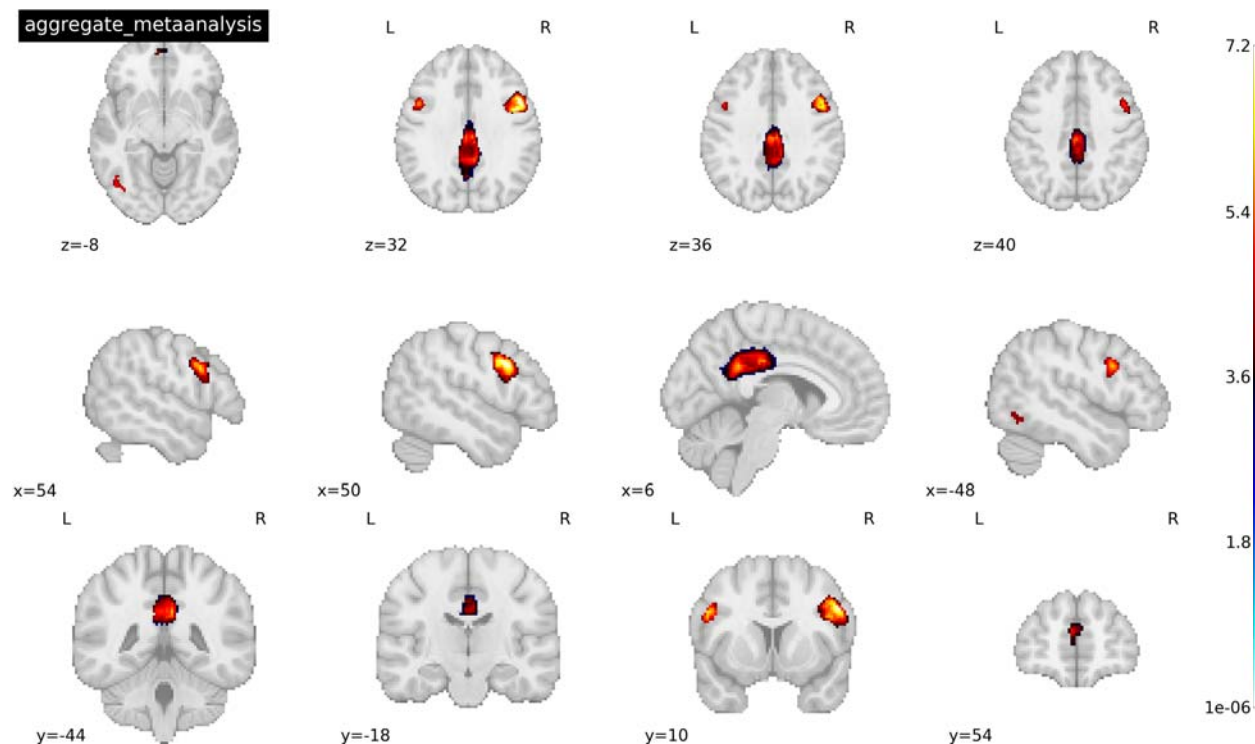 aggregate_metaanalysis
L R
L R
L R
7.2
z=-8
z=32
z=36
z=40
5.4
3.6
x=54
x=50
x=6
x=-48
L R
L R
L R
L R
1.8
1e-06
y=-44
y=-18
y=10
y=54